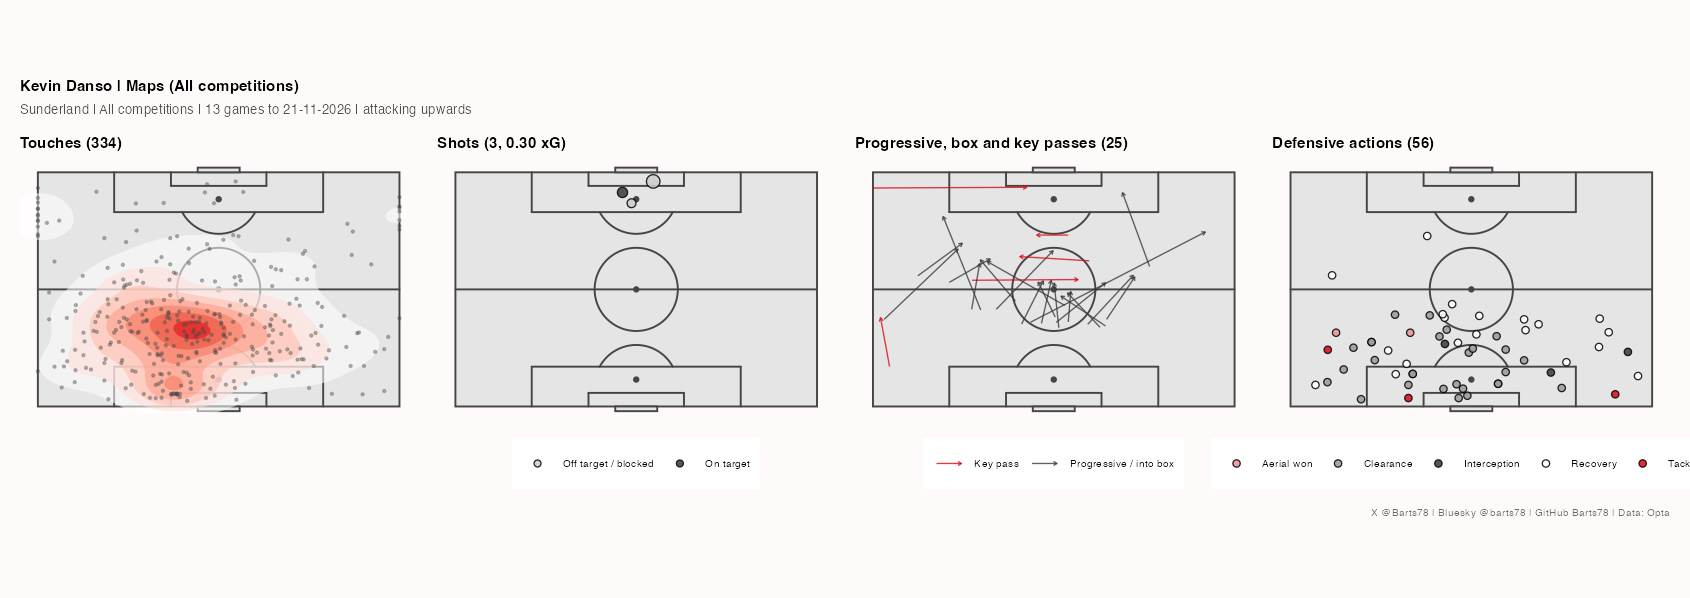 Kevin Danso | Maps (All competitions)
Sunderland | All competitions | 13 games to 21-11-2026 | attacking upwards
Touches (334)
Shots (3, 0.30 xG)
Progressive, box and key passes (25)
Defensive actions (56)
Off target / blocked
On target
Key pass
Progressive / into box
Aerial won
Clearance
Interception
Recovery
Tack
X @Barts78 | Bluesky @barts78 | GitHub Barts78 | Data: Opta